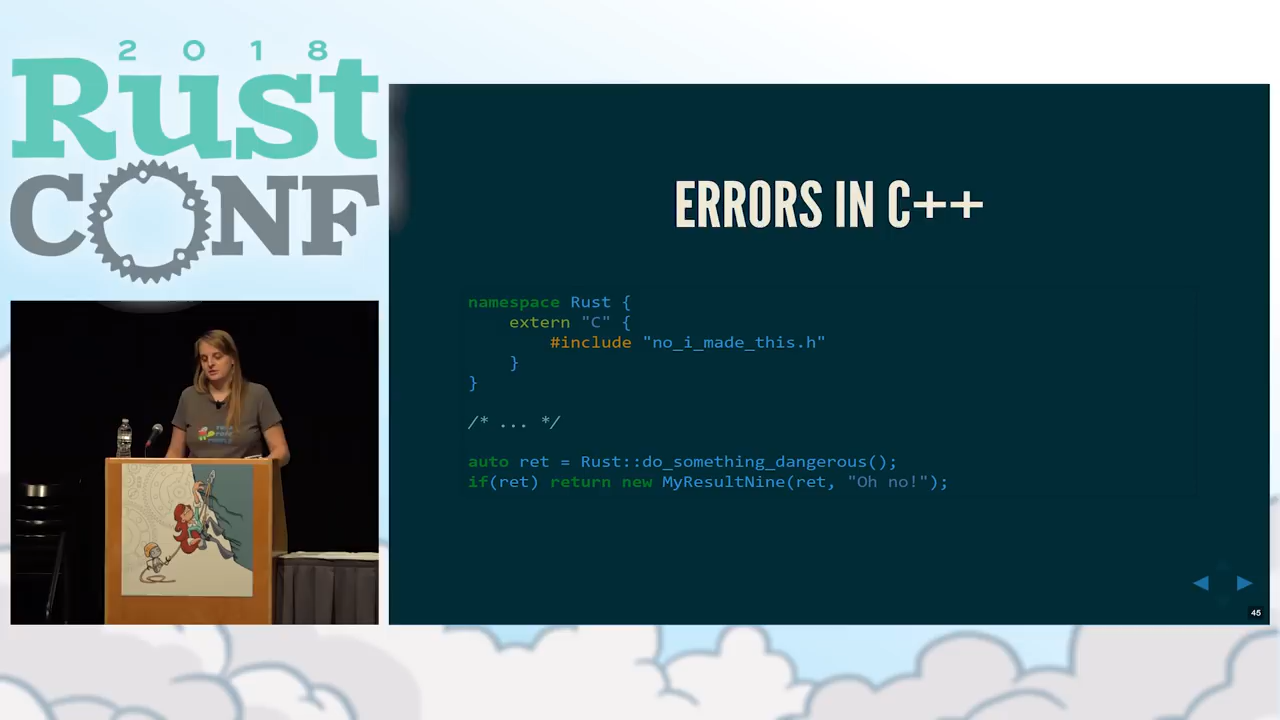 2018
Rust
CONF
ERRORS IN C++
namespace Rust {
extern "C" {
#include "no_i_made_this.h"
}
}
/* ... */
auto ret = Rust::do_something_dangerous();
if(ret) return new MyResultNine(ret, "Oh no!");
45